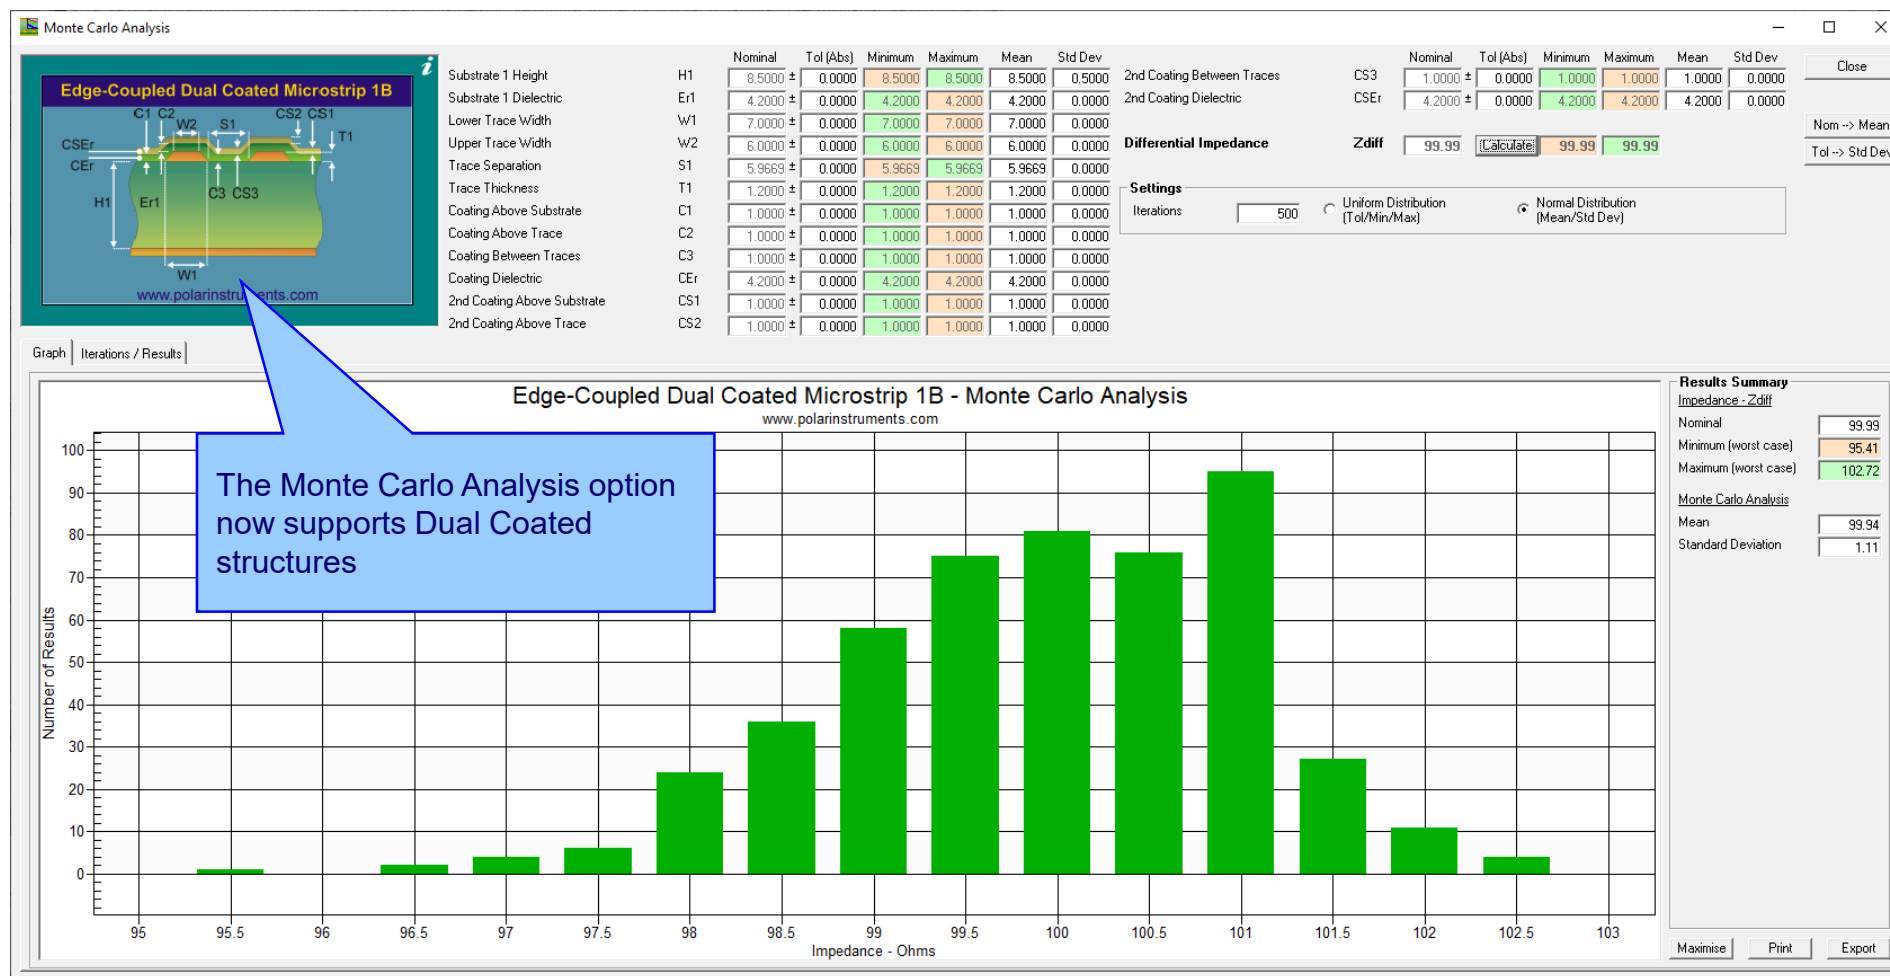 Monte Carlo Analysis
i
Edge-Coupled Dual Coated Microstrip 1B
C1 C2 W2 S1 CS2 CS1 T1
CSEr
CEr
H1 Er1 C3 CS3
W1
www.polarinstruments.com
Nominal Tol (Abs) Minimum Maximum Mean Std Dev
Substrate 1 Height H1 8.5000 ± 0.0000 8.5000 8.5000 8.5000 0.5000
Substrate 1 Dielectric Er1 4.2000 ± 0.0000 4.2000 4.2000 4.2000 0.0000
Lower Trace Width W1 7.0000 ± 0.0000 7.0000 7.0000 7.0000 0.0000
Upper Trace Width W2 6.0000 ± 0.0000 6.0000 6.0000 6.0000 0.0000
Trace Separation S1 5.9669 ± 0.0000 5.9669 5.9669 5.9669 0.0000
Trace Thickness T1 1.2000 ± 0.0000 1.2000 1.2000 1.2000 0.0000
Coating Above Substrate C1 1.0000 ± 0.0000 1.0000 1.0000 1.0000 0.0000
Coating Above Trace C2 1.0000 ± 0.0000 1.0000 1.0000 1.0000 0.0000
Coating Between Traces C3 1.0000 ± 0.0000 1.0000 1.0000 1.0000 0.0000
Coating Dielectric CEr 4.2000 ± 0.0000 4.2000 4.2000 4.2000 0.0000
2nd Coating Above Substrate CS1 1.0000 ± 0.0000 1.0000 1.0000 1.0000 0.0000
2nd Coating Above Trace CS2 1.0000 ± 0.0000 1.0000 1.0000 1.0000 0.0000
Nominal Tol (Abs) Minimum Maximum Mean Std Dev
2nd Coating Between Traces CS3 1.0000 ± 0.0000 1.0000 1.0000 1.0000 0.0000
2nd Coating Dielectric CSEr 4.2000 ± 0.0000 4.2000 4.2000 4.2000 0.0000
Differential Impedance Zdiff 99.99 Calculate 99.99 99.99
Settings
Iterations 500
Uniform Distribution
(Tol/Min/Max)
Normal Distribution
(Mean/Std Dev)
Close
Nom --> Mean
Tol --> Std Dev
Graph
Iterations / Results
Edge-Coupled Dual Coated Microstrip 1B - Monte Carlo Analysis
www.polarinstruments.com
The Monte Carlo Analysis option
now supports Dual Coated
structures
Number of Results
100
90
80
70
60
50
40
30
20
10
0
95 95.5 96 96.5 97 97.5 98 98.5 99 99.5 100 100.5 101 101.5 102 102.5 103
Impedance - Ohms
Results Summary
Impedance - Zdiff
Nominal 99.99
Minimum (worst case) 95.41
Maximum (worst case) 102.72
Monte Carlo Analysis
Mean 99.94
Standard Deviation 1.11
Maximise
Print
Export